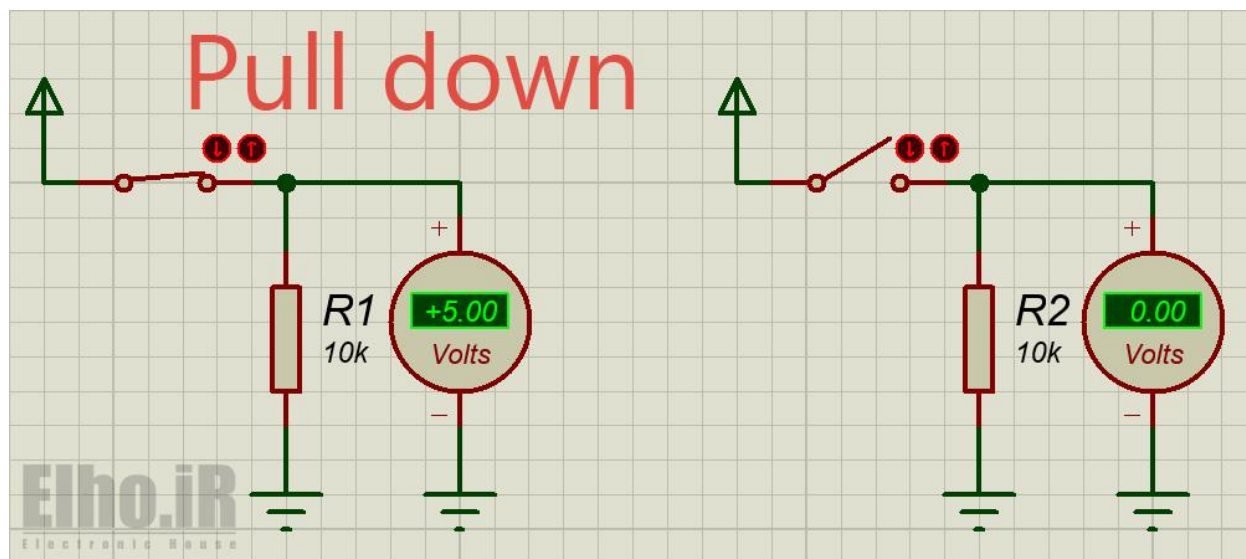 Pull down
+
+
R1
10k
+5.00
Volts
R2
10k
0.00
Volts
−
−
Elho.iR
Electronic House